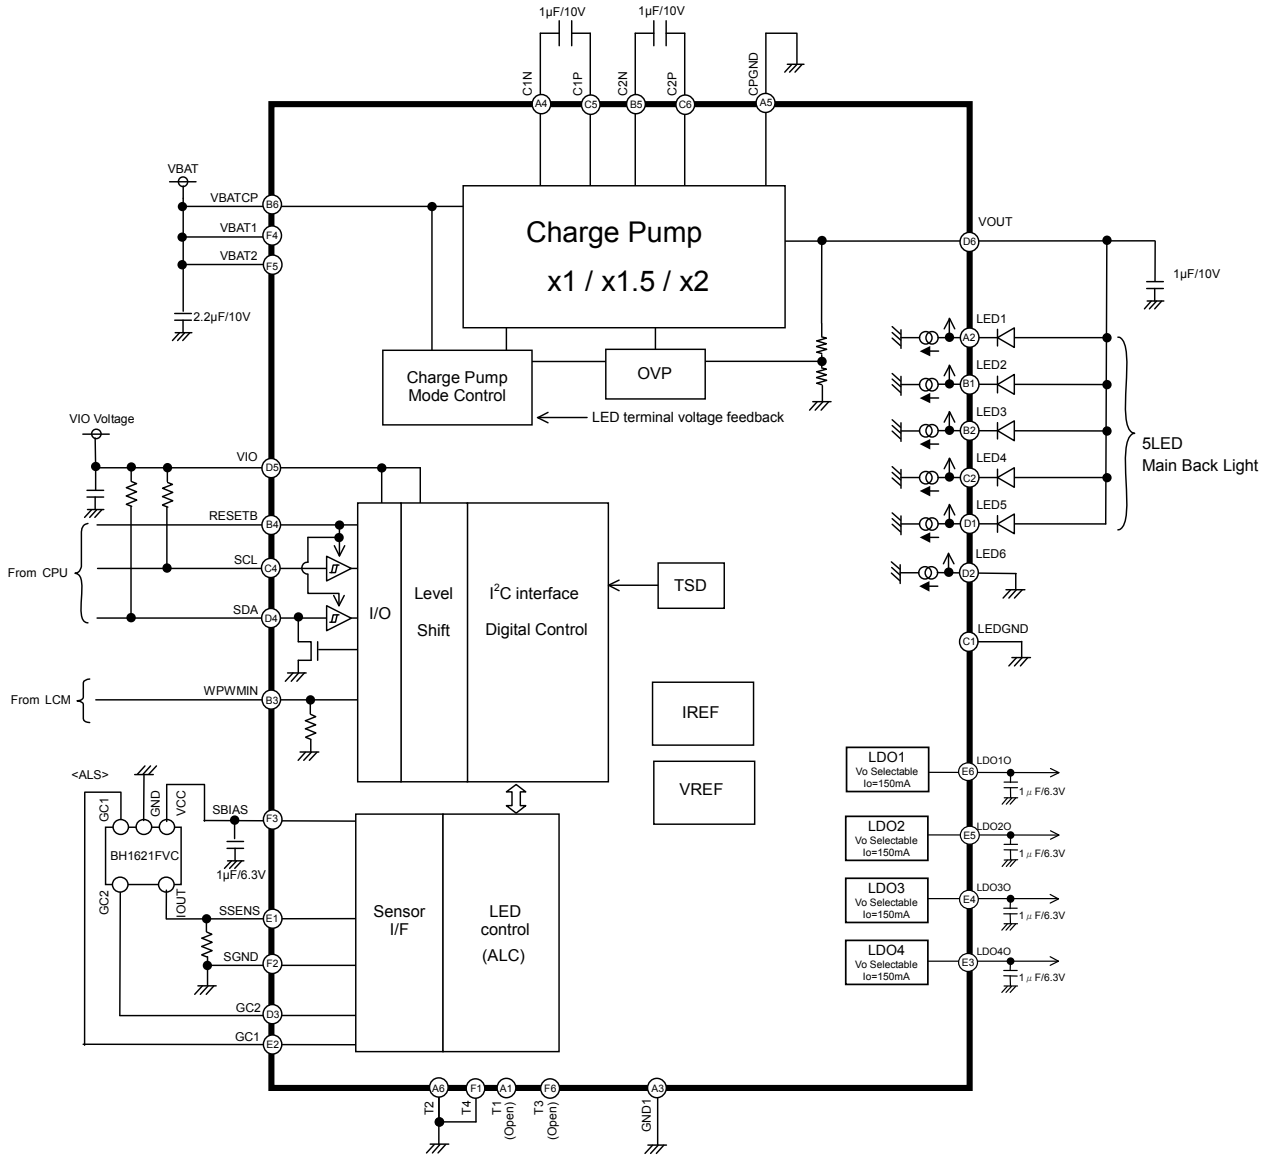 1µF/10V
1µF/10V
C1N
C1P
C2N
C2P
CPGND
A4
C5
B5
C6
A5
VBAT
VBATCP
B6
VBAT1
F4
VBAT2
F5
2.2µF/10V
Charge Pump
x1 / x1.5 / x2
VOUT
D6
1µF/10V
Charge Pump
Mode Control
OVP
LED terminal voltage feedback
LED1
A2
LED2
B1
LED3
B2
LED4
C2
LED5
D1
LED6
D2
5LED
Main Back Light
LEDGND
C1
VIO Voltage
VIO
D5
RESETB
B4
SCL
C4
From CPU
SDA
D4
I/O
Level
Shift
I²C interface
Digital Control
TSD
From LCM
WPWMIN
B3
IREF
VREF
<ALS>
GC1
GND
VCC
SBIAS
F3
BH1621FVC
1µF/6.3V
GC2
IOUT
SSENS
E1
SGND
F2
GC2
D3
GC1
E2
Sensor
I/F
LED
control
(ALC)
LDO1
Vo Selectable
Io=150mA
E6
LDO1O
1µF/6.3V
LDO2
Vo Selectable
Io=150mA
E5
LDO2O
1µF/6.3V
LDO3
Vo Selectable
Io=150mA
E4
LDO3O
1µF/6.3V
LDO4
Vo Selectable
Io=150mA
E3
LDO4O
1µF/6.3V
A6
F1
A1
F6
A3
T2
T4
T1
(Open)
T3
(Open)
GND1